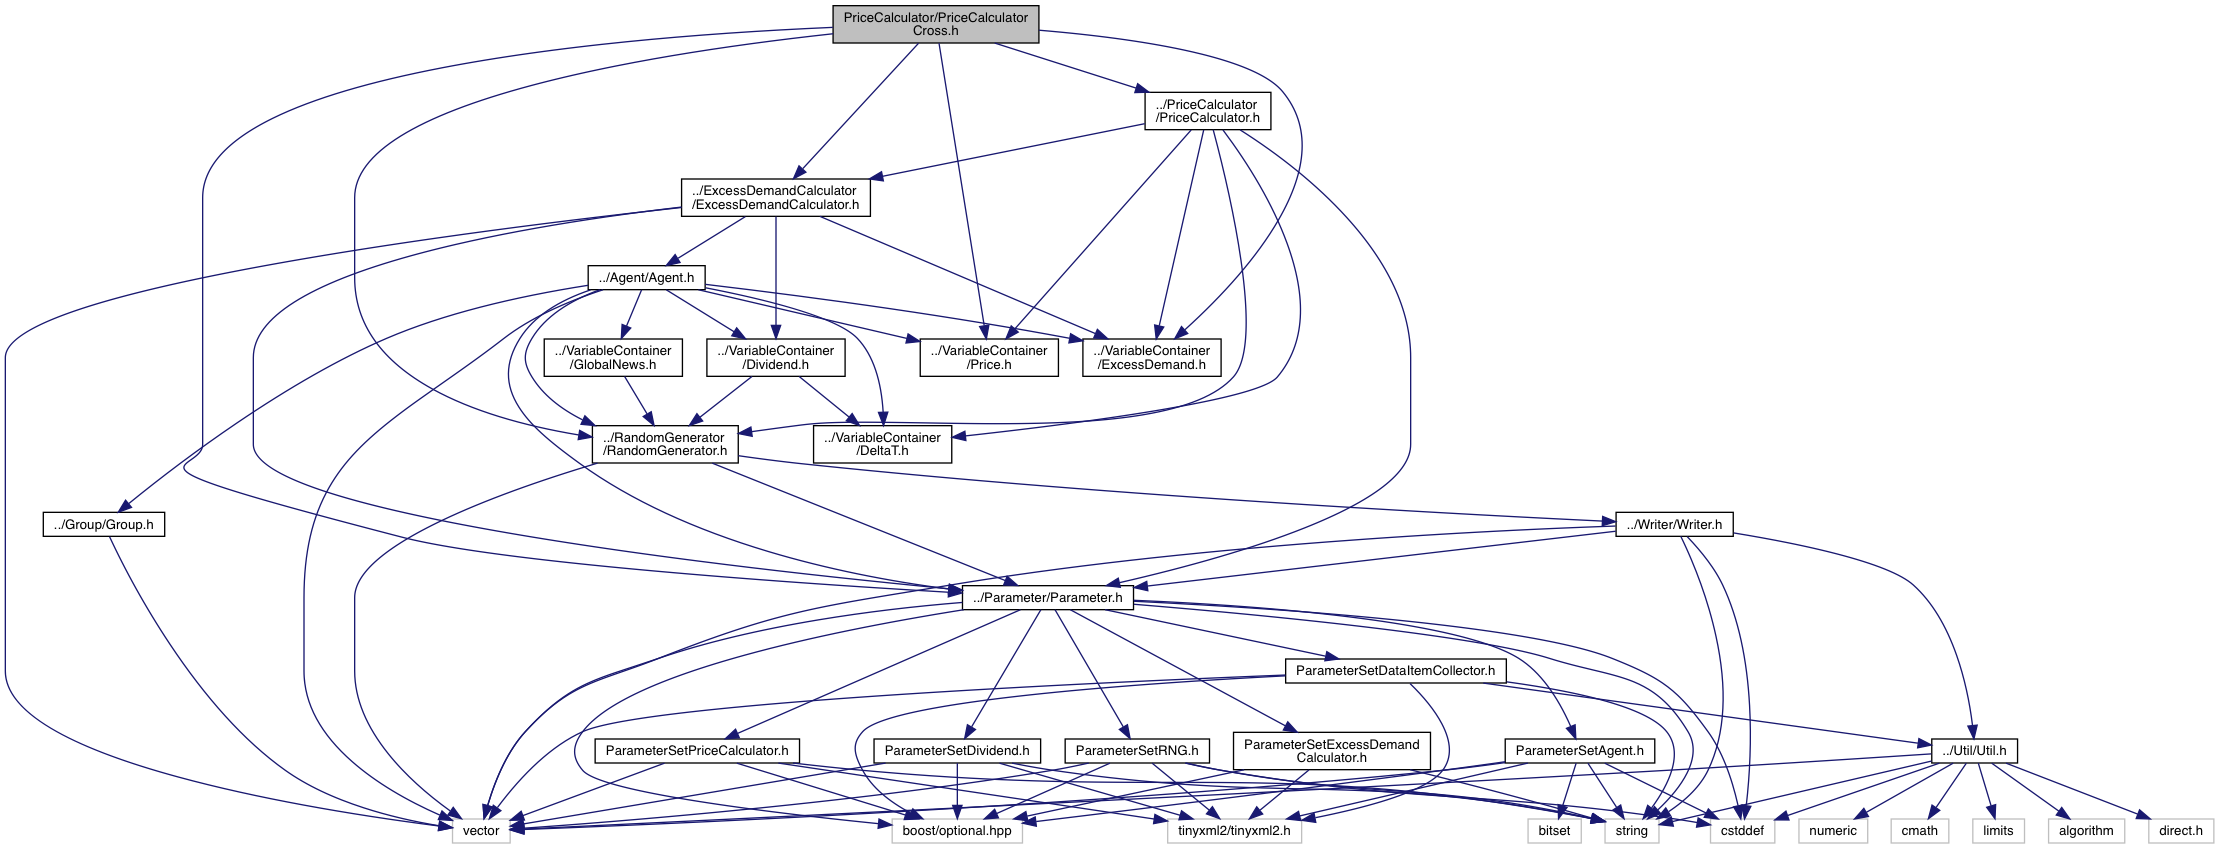 PriceCalculator/PriceCalculator
Cross.h
../PriceCalculator
/PriceCalculator.h
../ExcessDemandCalculator
/ExcessDemandCalculator.h
../Agent/Agent.h
../VariableContainer
/GlobalNews.h
../VariableContainer
/Dividend.h
../VariableContainer
/Price.h
../VariableContainer
/ExcessDemand.h
../RandomGenerator
/RandomGenerator.h
../VariableContainer
/DeltaT.h
../Group/Group.h
../Writer/Writer.h
../Parameter/Parameter.h
ParameterSetDataItemCollector.h
ParameterSetPriceCalculator.h
ParameterSetDividend.h
ParameterSetRNG.h
ParameterSetExcessDemand
Calculator.h
ParameterSetAgent.h
../Util/Util.h
vector
boost/optional.hpp
tinyxml2/tinyxml2.h
bitset
string
cstddef
numeric
cmath
limits
algorithm
direct.h